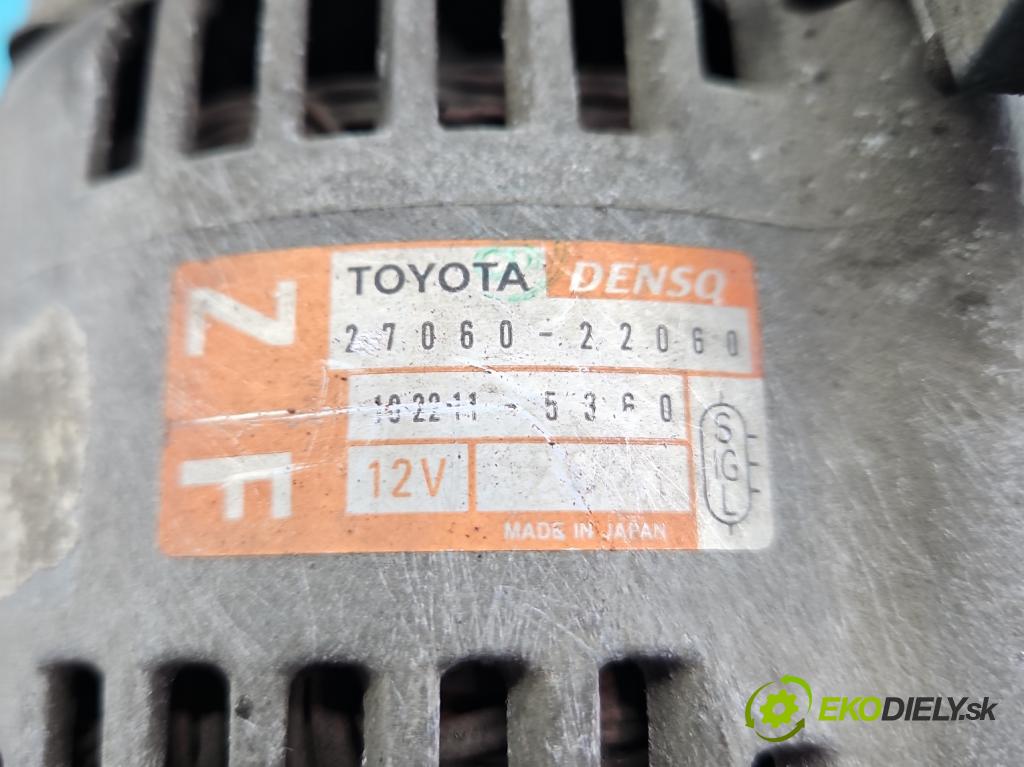 Z F
TOYOTA DENSO
27060-22060
102211-5360
12V
MADE IN JAPAN
S
IG
L
EKODIELY.sk